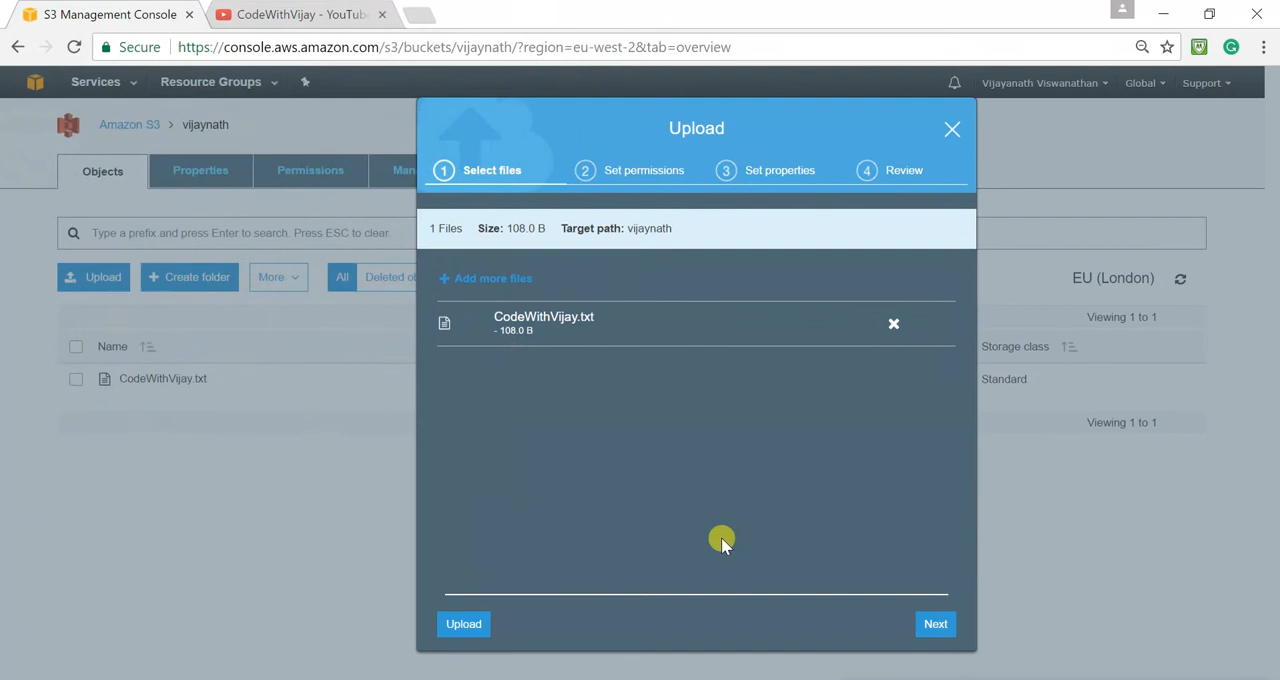 S3 Management Console
CodeWithVijay - YouTub
Secure
https://console.aws.amazon.com/s3/buckets/vijaynath/?region=eu-west-2&tab=overview
Services
Resource Groups
Vijayanath Viswanathan
Global
Support
Amazon S3 > vijaynath
Upload
Objects
Properties
Permissions
Man
1 Select files
2 Set permissions
3 Set properties
4 Review
Type a prefix and press Enter to search. Press ESC to clear.
1 Files Size: 108.0 B Target path: vijaynath
Upload
+ Create folder
More
All
Deleted o
EU (London)
+ Add more files
Viewing 1 to 1
CodeWithVijay.txt
- 108.0 B
Name
Storage class
CodeWithVijay.txt
Standard
Viewing 1 to 1
Upload
Next